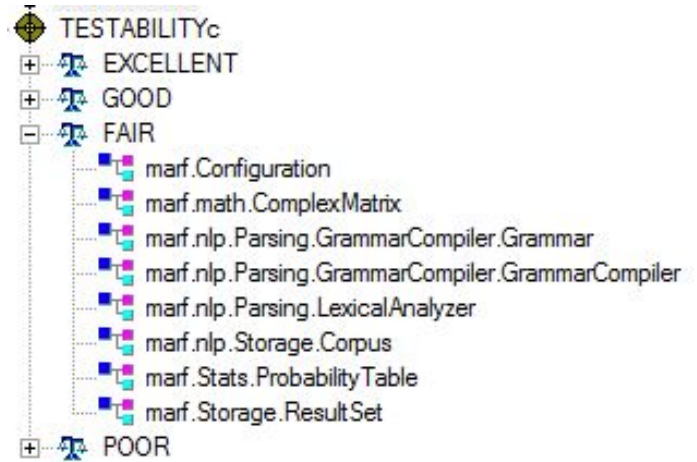 TESTABILITYc
EXCELLENT
GOOD
FAIR
marf.Configuration
marf.math.ComplexMatrix
marf.nlp.Parsing.GrammarCompiler.Grammar
marf.nlp.Parsing.GrammarCompiler.GrammarCompiler
marf.nlp.Parsing.LexicalAnalyzer
marf.nlp.Storage.Corpus
marf.Stats.ProbabilityTable
marf.Storage.ResultSet
POOR